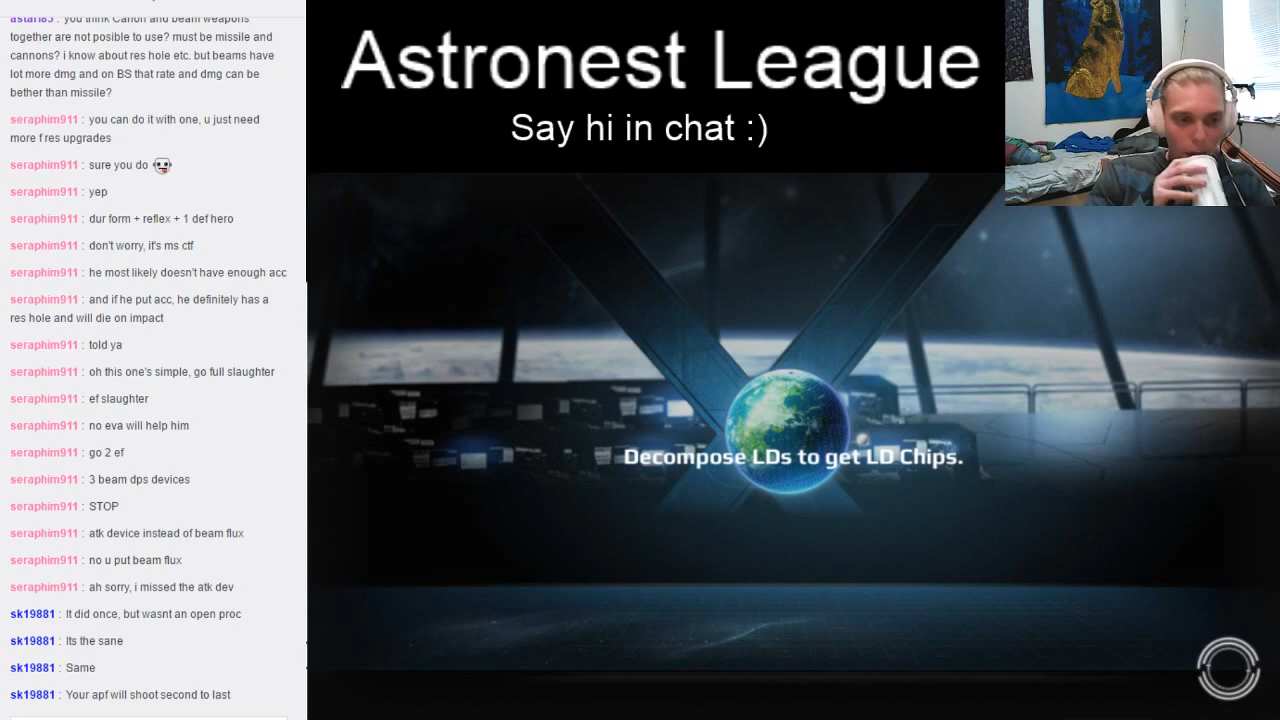 astari85 : you think Canon and beam weapons
together are not posible to use? must be missile and
cannons? i know about res hole etc. but beams have
lot more dmg and on BS that rate and dmg can be
bether than missile?
seraphim911 : you can do it with one, u just need
more f res upgrades
seraphim911 : sure you do
seraphim911 : yep
seraphim911 : dur form + reflex + 1 def hero
seraphim911 : don't worry, it's ms ctf
seraphim911 : he most likely doesn't have enough acc
seraphim911 : and if he put acc, he definitely has a
res hole and will die on impact
seraphim911 : told ya
seraphim911 : oh this one's simple, go full slaughter
seraphim911 : ef slaughter
seraphim911 : no eva will help him
seraphim911 : go 2 ef
seraphim911 : 3 beam dps devices
seraphim911 : STOP
seraphim911 : atk device instead of beam flux
seraphim911 : no u put beam flux
seraphim911 : ah sorry, i missed the atk dev
sk19881 : It did once, but wasnt an open proc
sk19881 : Its the sane
sk19881 : Same
sk19881 : Your apf will shoot second to last
Astronest League
Say hi in chat :)
Decompose LDs to get LD Chips.